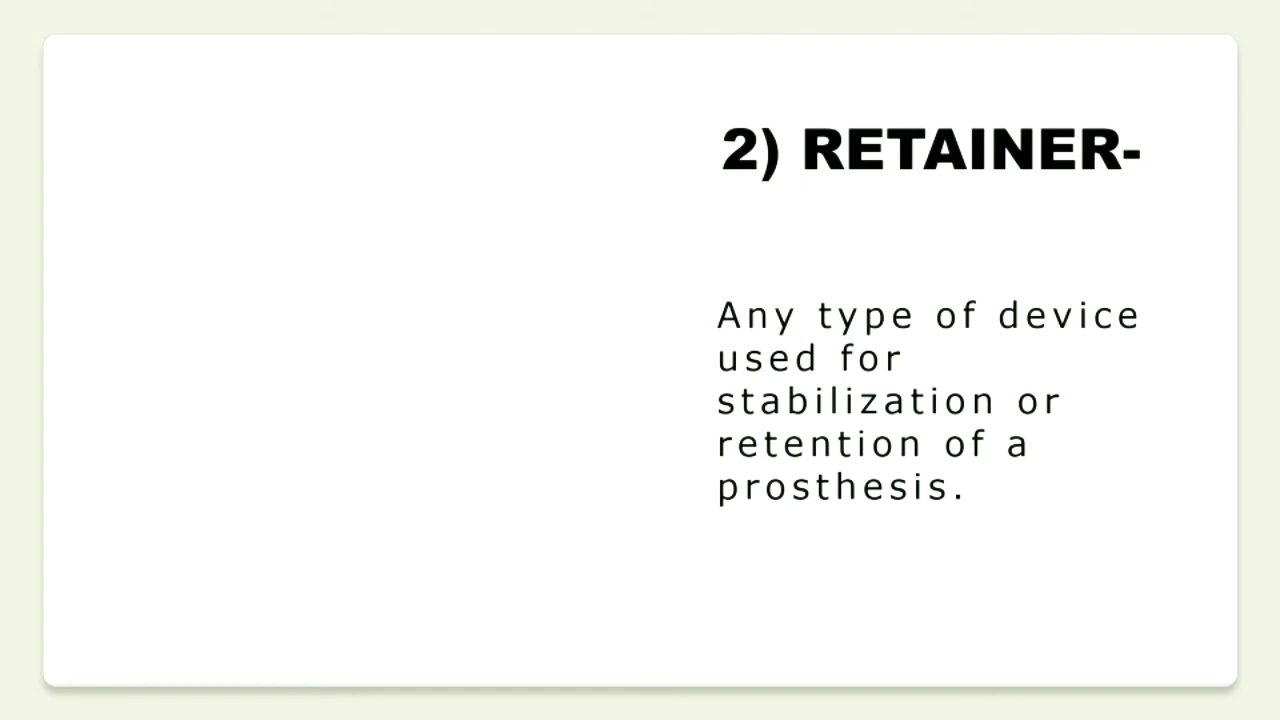 2) RETAINER-
Any type of device
used for
stabilization or
retention of a
prosthesis.